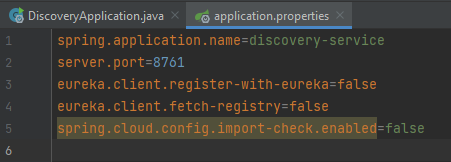 DiscoveryApplication.java
application.properties
1 spring.application.name=discovery-service
2 server.port=8761
3 eureka.client.register-with-eureka=false
4 eureka.client.fetch-registry=false
5 spring.cloud.config.import-check.enabled=false
6